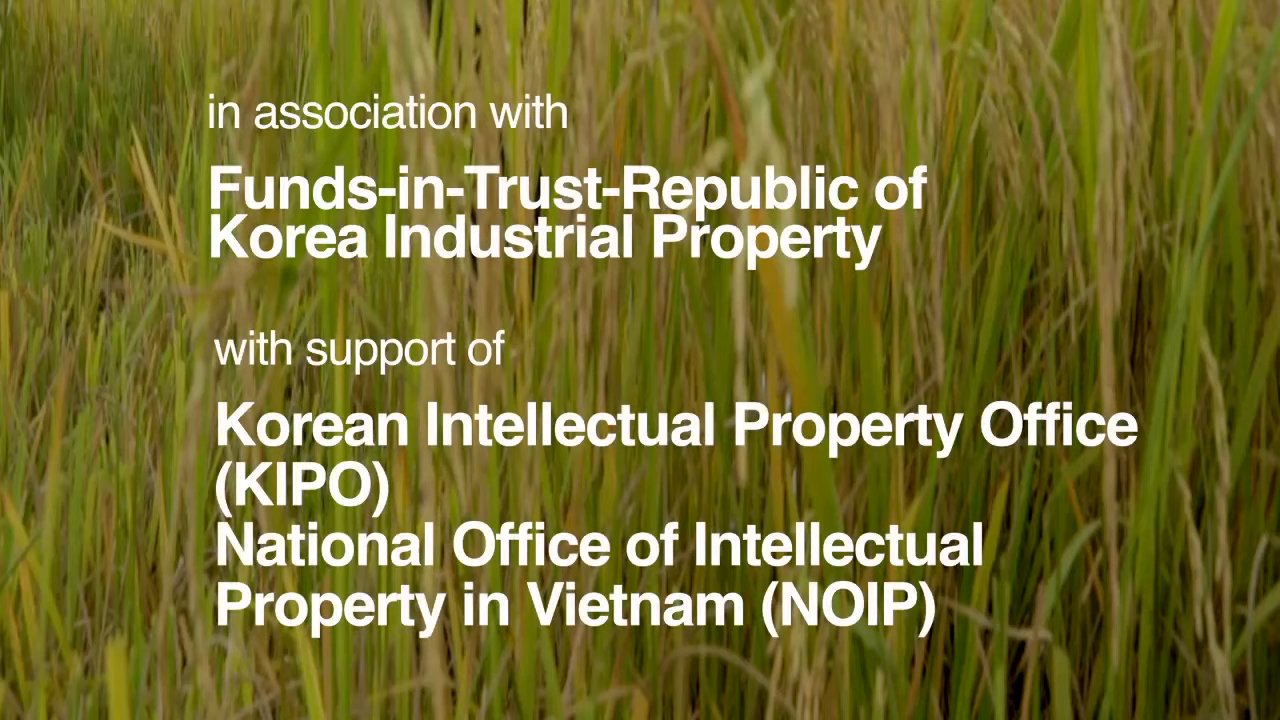 in association with
Funds-in-Trust-Republic of
Korea Industrial Property
with support of
Korean Intellectual Property Office
(KIPO)
National Office of Intellectual
Property in Vietnam (NOIP)